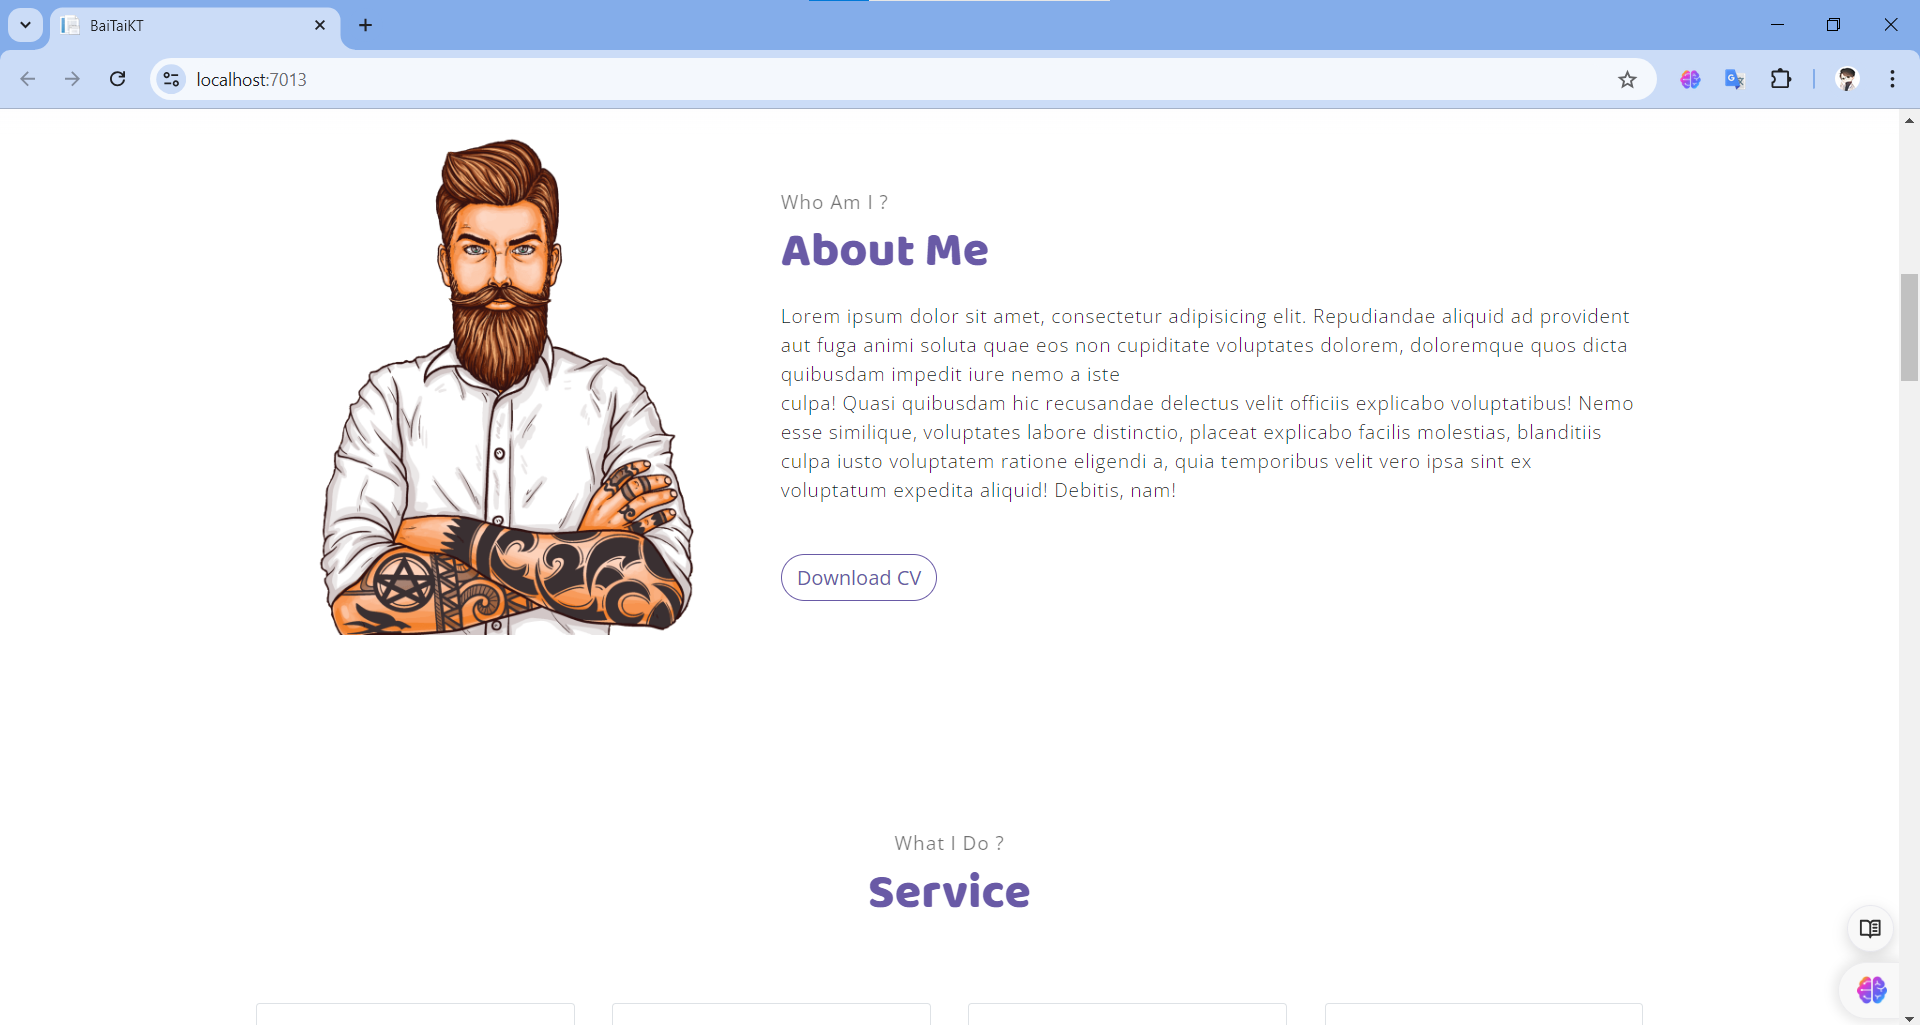 BaiTaiKT
localhost:7013
Who Am I ?
About Me
Lorem ipsum dolor sit amet, consectetur adipisicing elit. Repudiandae aliquid ad provident
aut fuga animi soluta quae eos non cupiditate voluptates dolorem, doloremque quos dicta
quibusdam impedit iure nemo a iste
culpa! Quasi quibusdam hic recusandae delectus velit officiis explicabo voluptatibus! Nemo
esse similique, voluptates labore distinctio, placeat explicabo facilis molestias, blanditiis
culpa iusto voluptatem ratione eligendi a, quia temporibus velit vero ipsa sint ex
voluptatum expedita aliquid! Debitis, nam!
Download CV
What I Do ?
Service